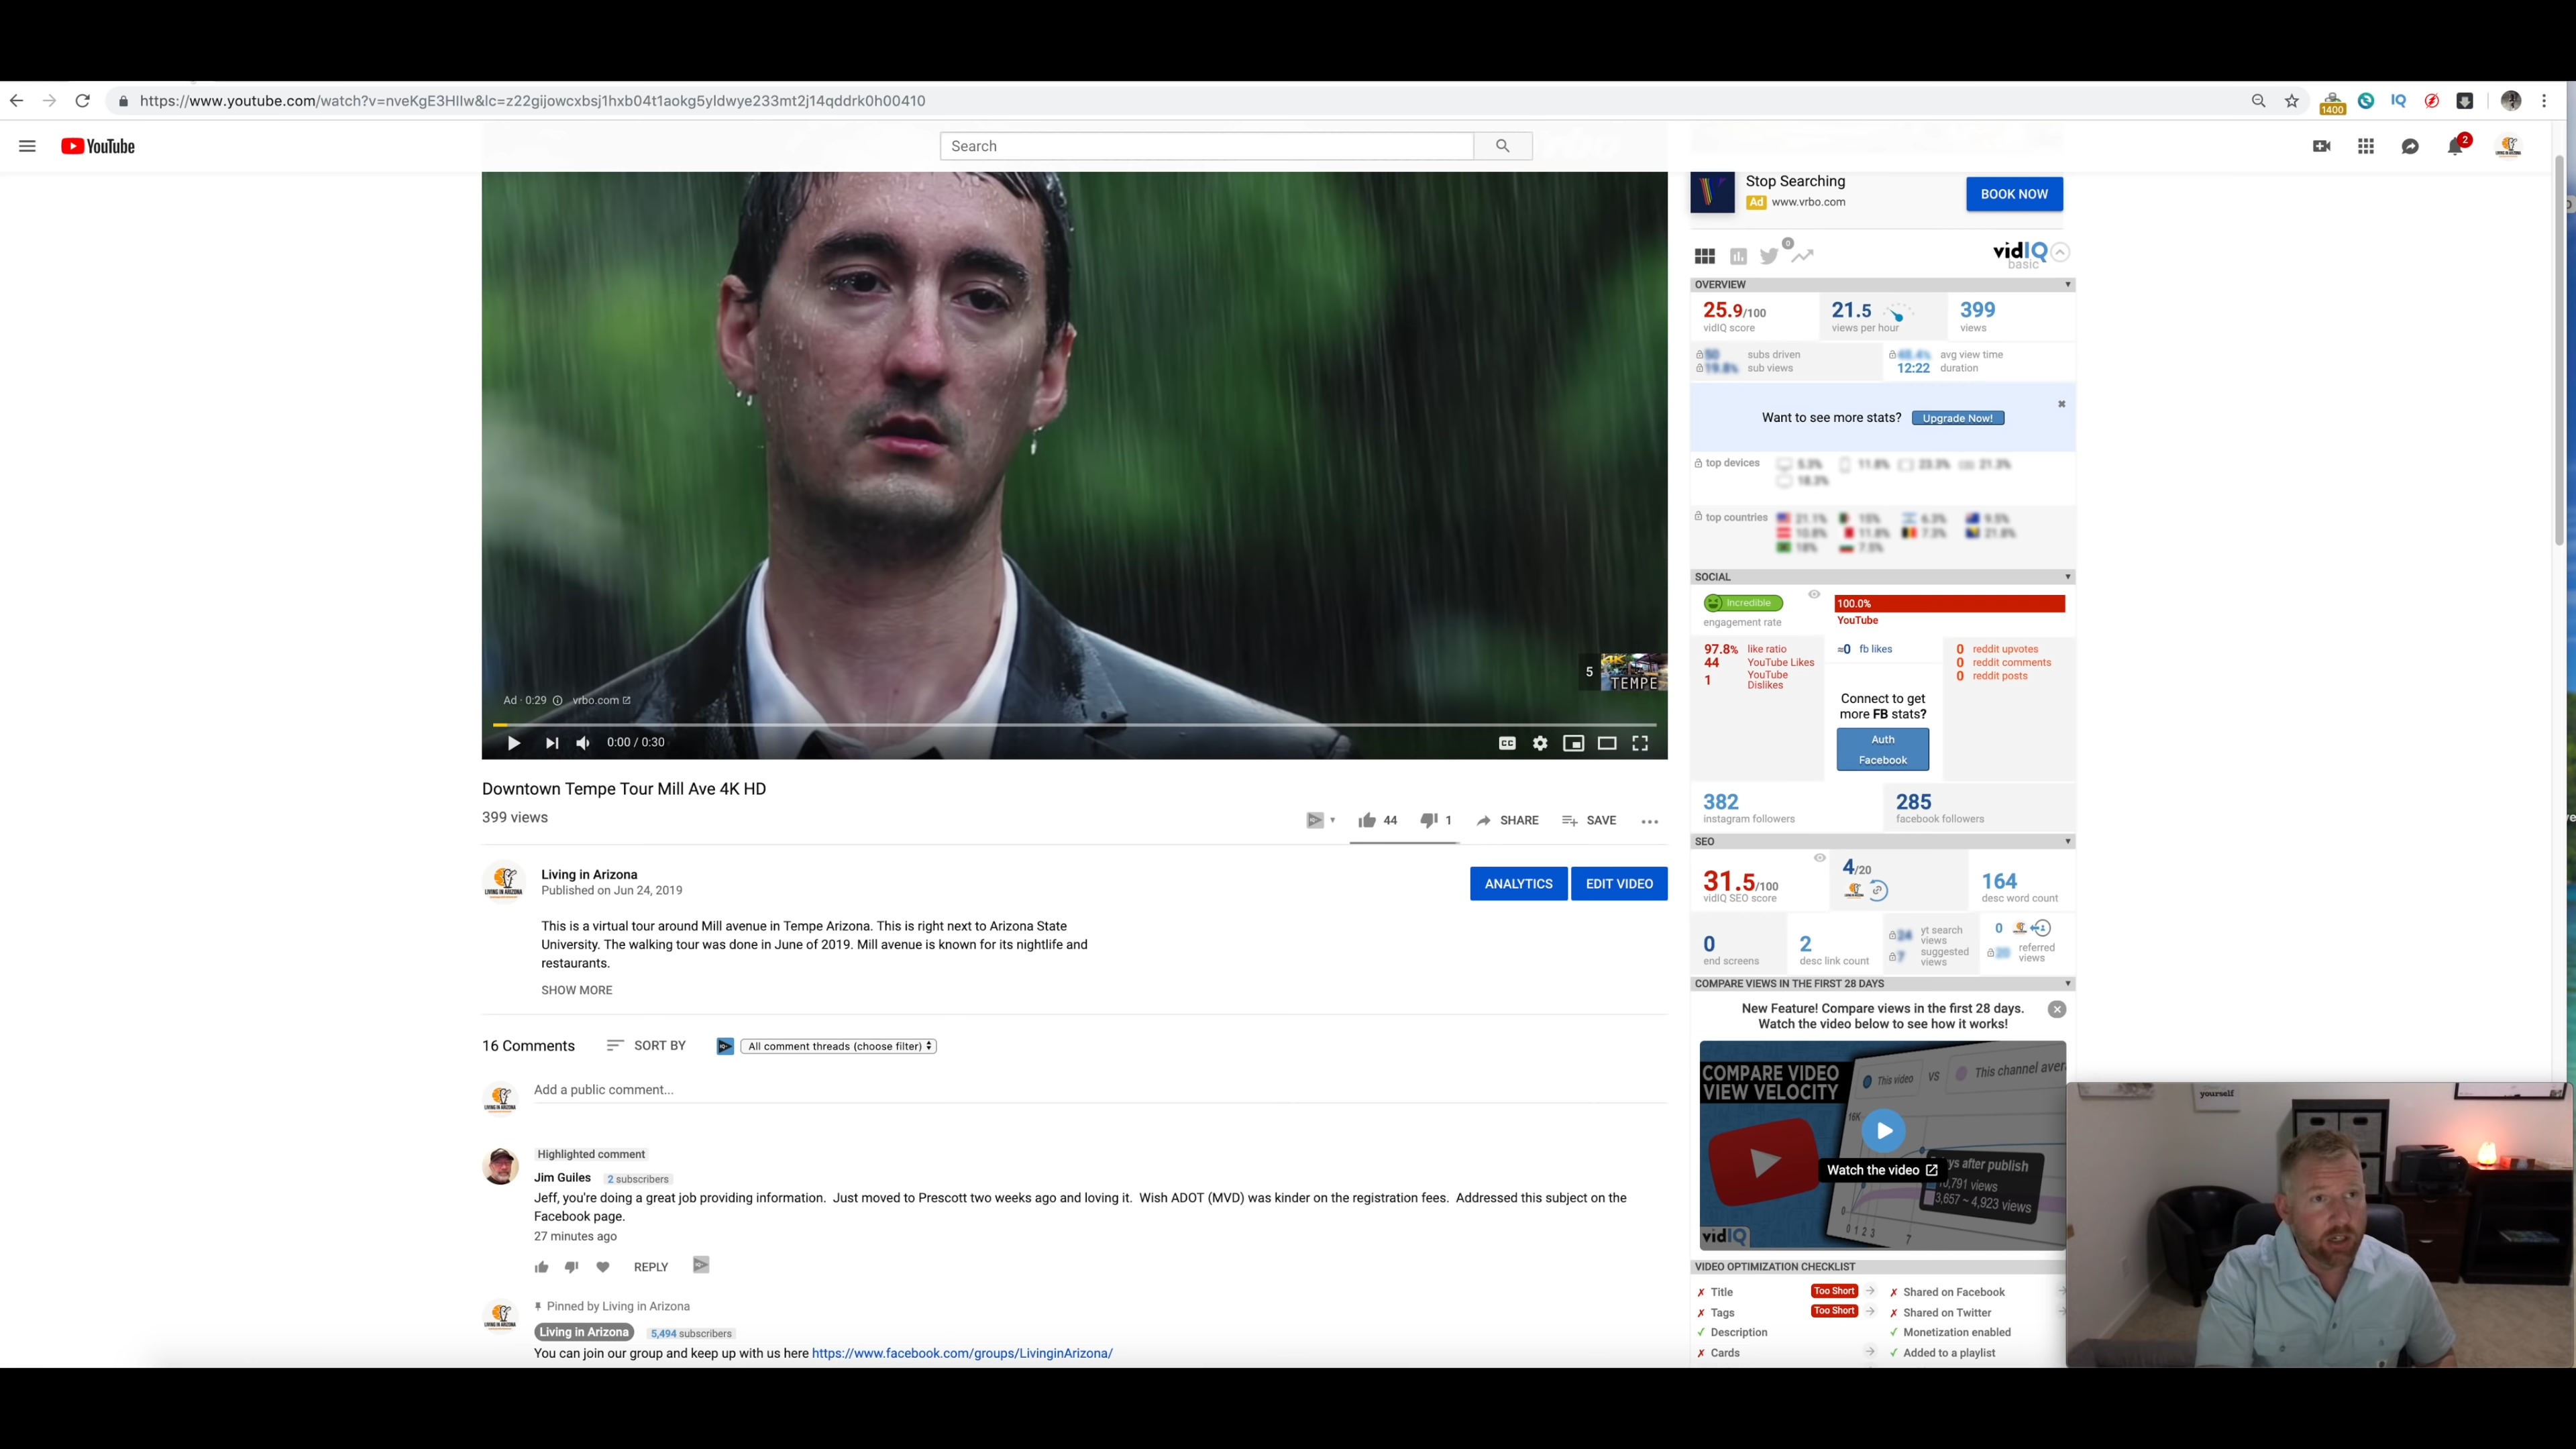 https://www.youtube.com/watch?v=nveKgE3HIIw&lc=z22gijowcxbsj1hxb04t1aokg5yldwye233mt2j14qddrk0h00410
1400
IQ
YouTube
Search
2
Stop Searching
Ad www.vrbo.com
BOOK NOW
0
vidIQ
basic
OVERVIEW
25.9/100
vidIQ score
21.5
views per hour
399
views
subs driven
sub views
avg view time
12:22 duration
Want to see more stats? Upgrade Now!
top devices
top countries
SOCIAL
Incredible
engagement rate
100.0%
YouTube
97.8% like ratio
44 YouTube Likes
1 YouTube Dislikes
≈0 fb likes
Connect to get
more FB stats?
Auth
Facebook
0 reddit upvotes
0 reddit comments
0 reddit posts
382
instagram followers
285
facebook followers
SEO
31.5/100
vidIQ SEO score
4/20
164
desc word count
0
end screens
2
desc link count
yt search views
suggested views
0
referred views
COMPARE VIEWS IN THE FIRST 28 DAYS
New Feature! Compare views in the first 28 days.
Watch the video below to see how it works!
COMPARE VIDEO
VIEW VELOCITY
This video VS This channel aver
16K
Watch the video
ys after publish
0,791 views
3,657 ~ 4,923 views
0
0 1 2 3
7
vidIQ
VIDEO OPTIMIZATION CHECKLIST
✗ Title Too Short
✗ Tags Too Short
✓ Description
✗ Cards
✗ Shared on Facebook
✗ Shared on Twitter
✓ Monetization enabled
✓ Added to a playlist
5
4K
TEMPE
Ad · 0:29 vrbo.com
0:00 / 0:30
CC
Downtown Tempe Tour Mill Ave 4K HD
399 views
44
1
SHARE
SAVE
Living in Arizona
Published on Jun 24, 2019
ANALYTICS
EDIT VIDEO
This is a virtual tour around Mill avenue in Tempe Arizona. This is right next to Arizona State
University. The walking tour was done in June of 2019. Mill avenue is known for its nightlife and
restaurants.
SHOW MORE
16 Comments
SORT BY
All comment threads (choose filter)
Add a public comment...
Highlighted comment
Jim Guiles 2 subscribers
Jeff, you're doing a great job providing information. Just moved to Prescott two weeks ago and loving it. Wish ADOT (MVD) was kinder on the registration fees. Addressed this subject on the
Facebook page.
27 minutes ago
REPLY
Pinned by Living in Arizona
Living in Arizona 5,494 subscribers
You can join our group and keep up with us here https://www.facebook.com/groups/LivinginArizona/
yourself